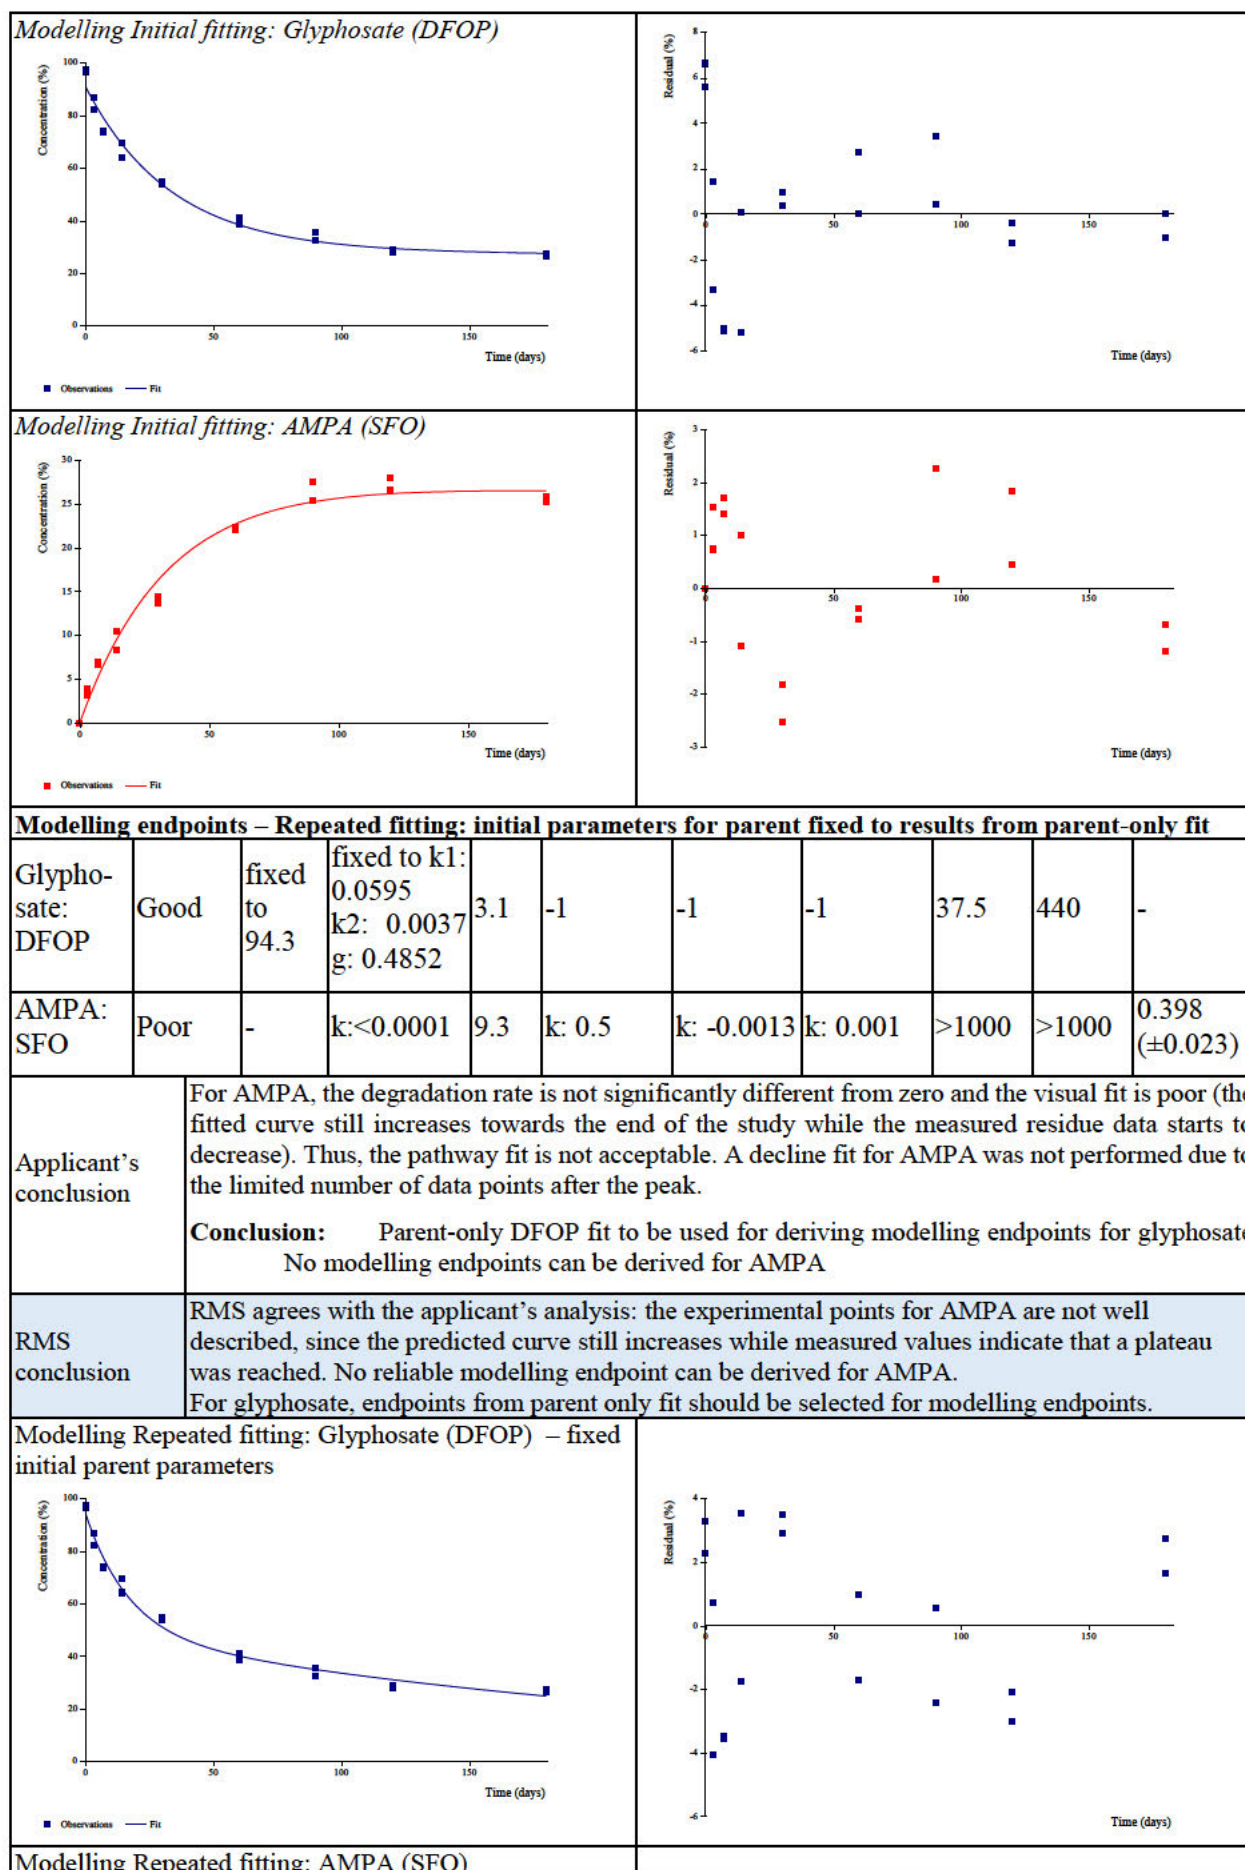 Modelling Initial fitting: Glyphosate (DFOP)
Concentration (%)
100
80
60
40
20
0
0
50
100
150
Time (days)
Observations
Fit
Residual (%)
8
6
4
2
0
-2
-4
-6
0
50
100
150
Time (days)
Modelling Initial fitting: AMPA (SFO)
Concentration (%)
30
25
20
15
10
5
0
0
50
100
150
Time (days)
Observations
Fit
Residual (%)
3
2
1
0
-1
-2
-3
0
50
100
150
Time (days)
Modelling endpoints – Repeated fitting: initial parameters for parent fixed to results from parent-only fit
Glypho-
sate:
DFOP
Good
fixed
to
94.3
fixed to k1:
0.0595
k2: 0.0037
g: 0.4852
3.1
-1
-1
-1
37.5
440
-
AMPA:
SFO
Poor
-
k:<0.0001
9.3
k: 0.5
k: -0.0013
k: 0.001
>1000
>1000
0.398
(±0.023)
Applicant’s
conclusion
For AMPA, the degradation rate is not significantly different from zero and the visual fit is poor (the
fitted curve still increases towards the end of the study while the measured residue data starts to
decrease). Thus, the pathway fit is not acceptable. A decline fit for AMPA was not performed due to
the limited number of data points after the peak.
Conclusion: Parent-only DFOP fit to be used for deriving modelling endpoints for glyphosate
No modelling endpoints can be derived for AMPA
RMS
conclusion
RMS agrees with the applicant’s analysis: the experimental points for AMPA are not well
described, since the predicted curve still increases while measured values indicate that a plateau
was reached. No reliable modelling endpoint can be derived for AMPA.
For glyphosate, endpoints from parent only fit should be selected for modelling endpoints.
Modelling Repeated fitting: Glyphosate (DFOP) – fixed
initial parent parameters
Concentration (%)
100
80
60
40
20
0
0
50
100
150
Time (days)
Observations
Fit
Residual (%)
4
2
0
-2
-4
-6
0
50
100
150
Time (days)
Modelling Repeated fitting: AMPA (SFO)